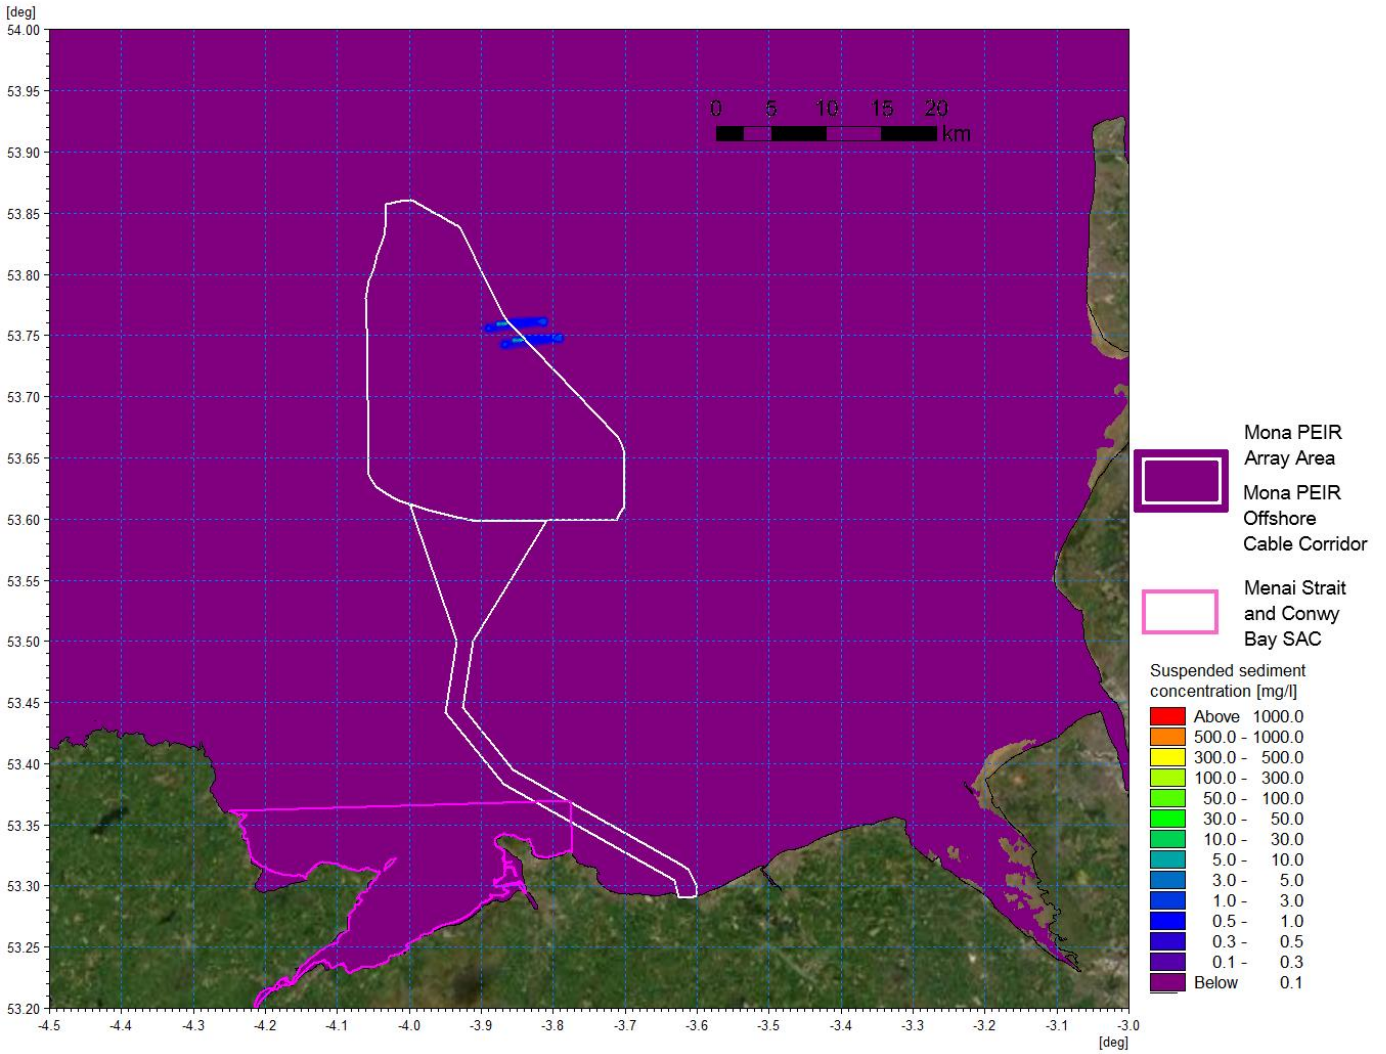 [deg]
54.00
53.95
53.90
53.85
53.80
53.75
53.70
53.65
53.60
53.55
53.50
53.45
53.40
53.35
53.30
53.25
53.20
-4.5 -4.4 -4.3 -4.2 -4.1 -4.0 -3.9 -3.8 -3.7 -3.6 -3.5 -3.4 -3.3 -3.2 -3.1 -3.0
[deg]
0 5 10 15 20
km
Mona PEIR
Array Area
Mona PEIR
Offshore
Cable Corridor
Menai Strait
and Conwy
Bay SAC
Suspended sediment
concentration [mg/l]
Above 1000.0
500.0 - 1000.0
300.0 - 500.0
100.0 - 300.0
50.0 - 100.0
30.0 - 50.0
10.0 - 30.0
5.0 - 10.0
3.0 - 5.0
1.0 - 3.0
0.5 - 1.0
0.3 - 0.5
0.1 - 0.3
Below 0.1